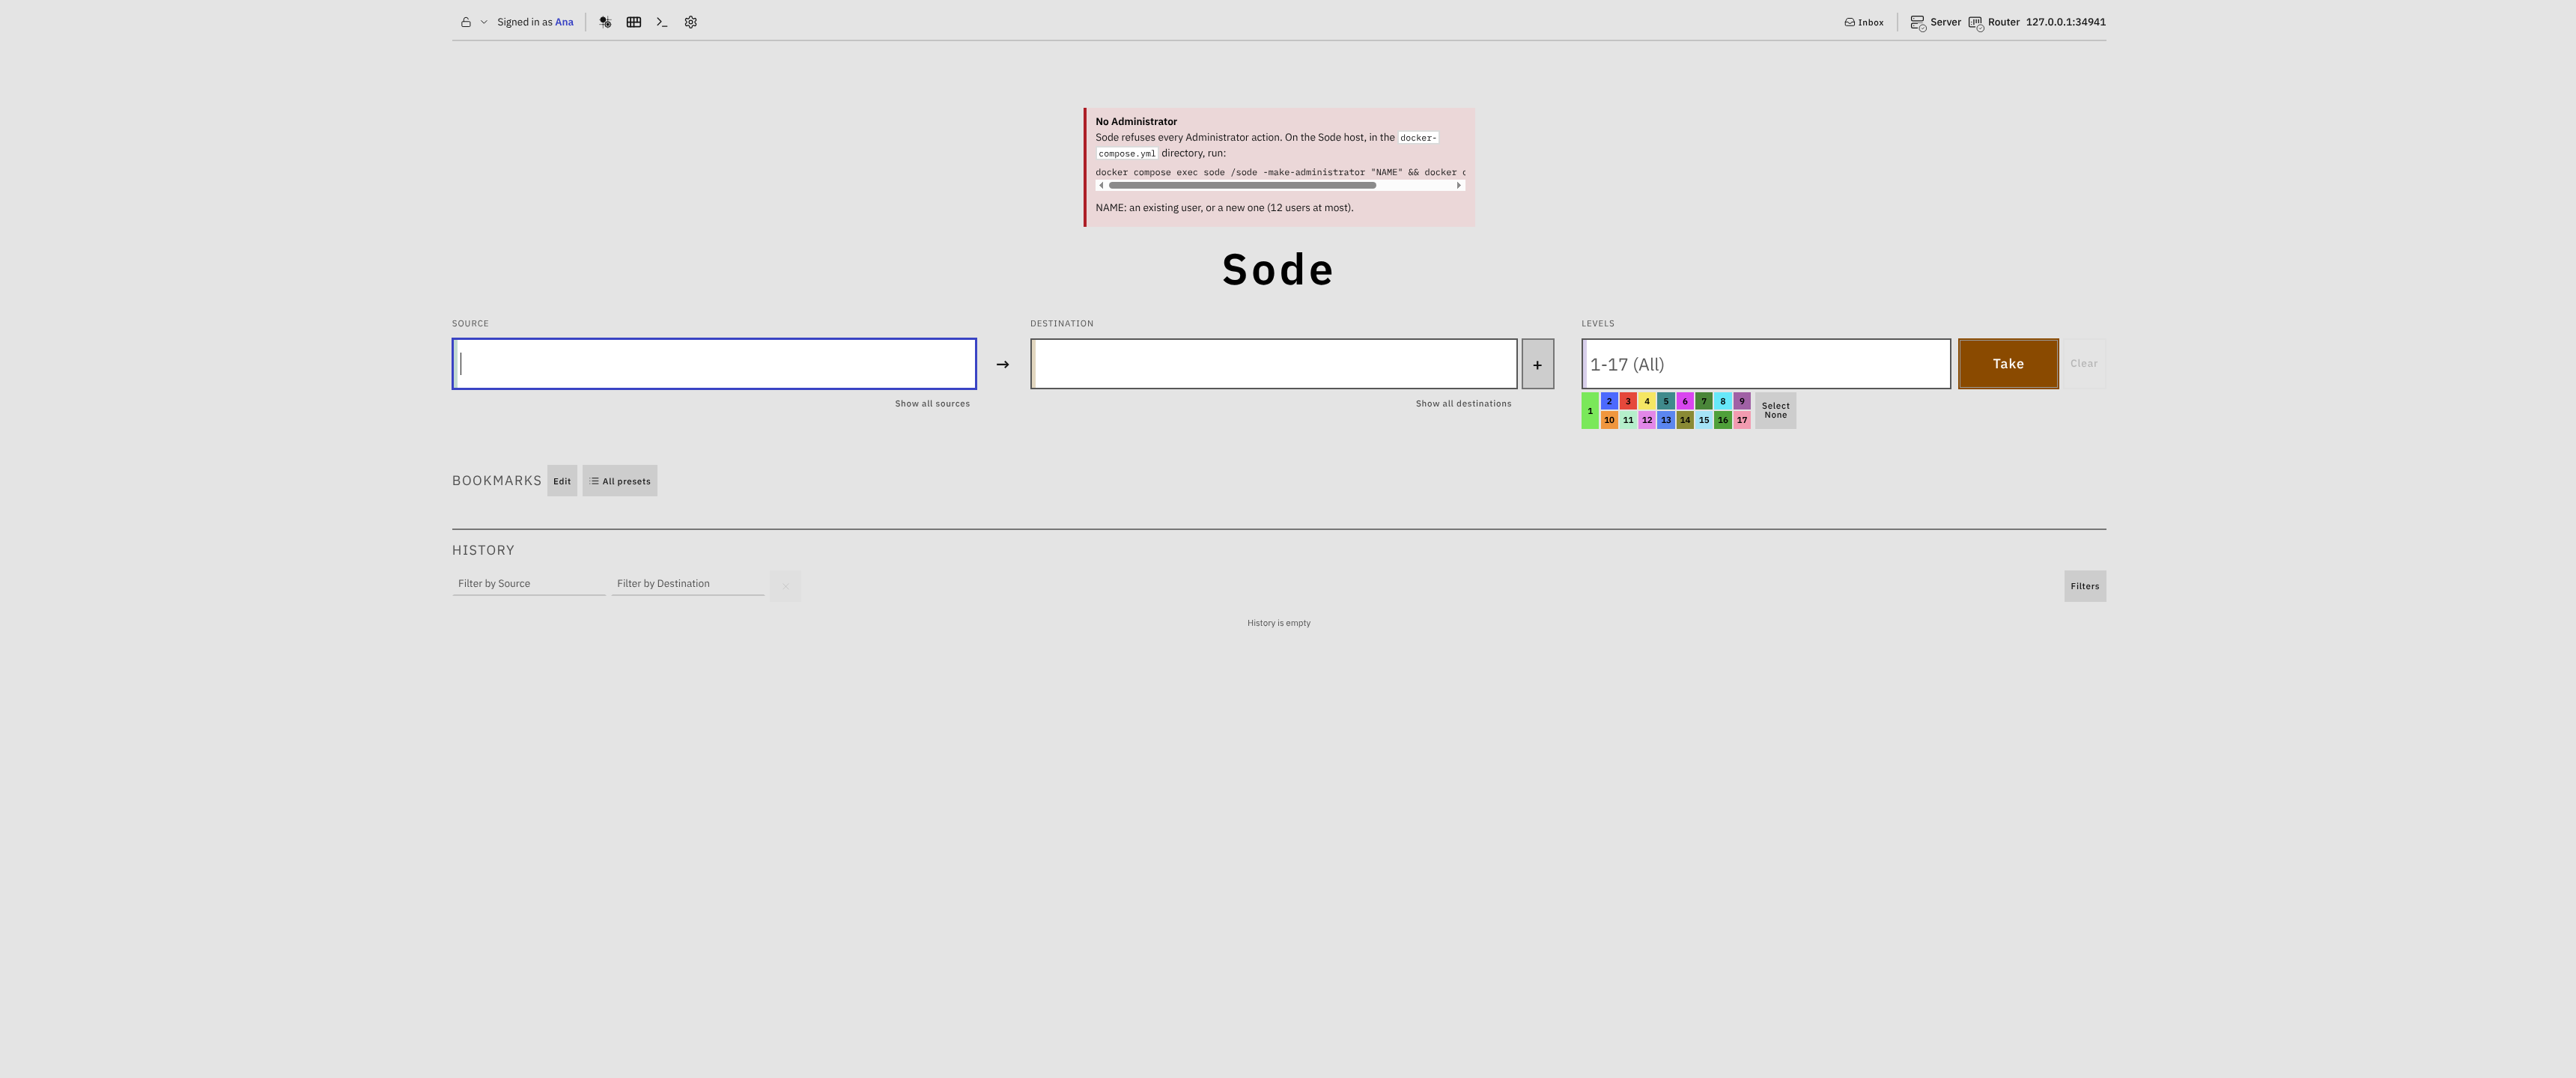 Signed in as Ana
Inbox
Server
Router 127.0.0.1:34941
No Administrator
Sode refuses every Administrator action. On the Sode host, in the docker-
compose.yml directory, run:
docker compose exec sode /sode -make-administrator "NAME" && docker
NAME: an existing user, or a new one (12 users at most).
Sode
SOURCE
DESTINATION
LEVELS
→
+
1-17 (All)
Take
Clear
Show all sources
Show all destinations
1 2 3 4 5 6 7 8 9
10 11 12 13 14 15 16 17
Select
None
BOOKMARKS
Edit
All presets
HISTORY
Filter by Source
Filter by Destination
×
Filters
History is empty